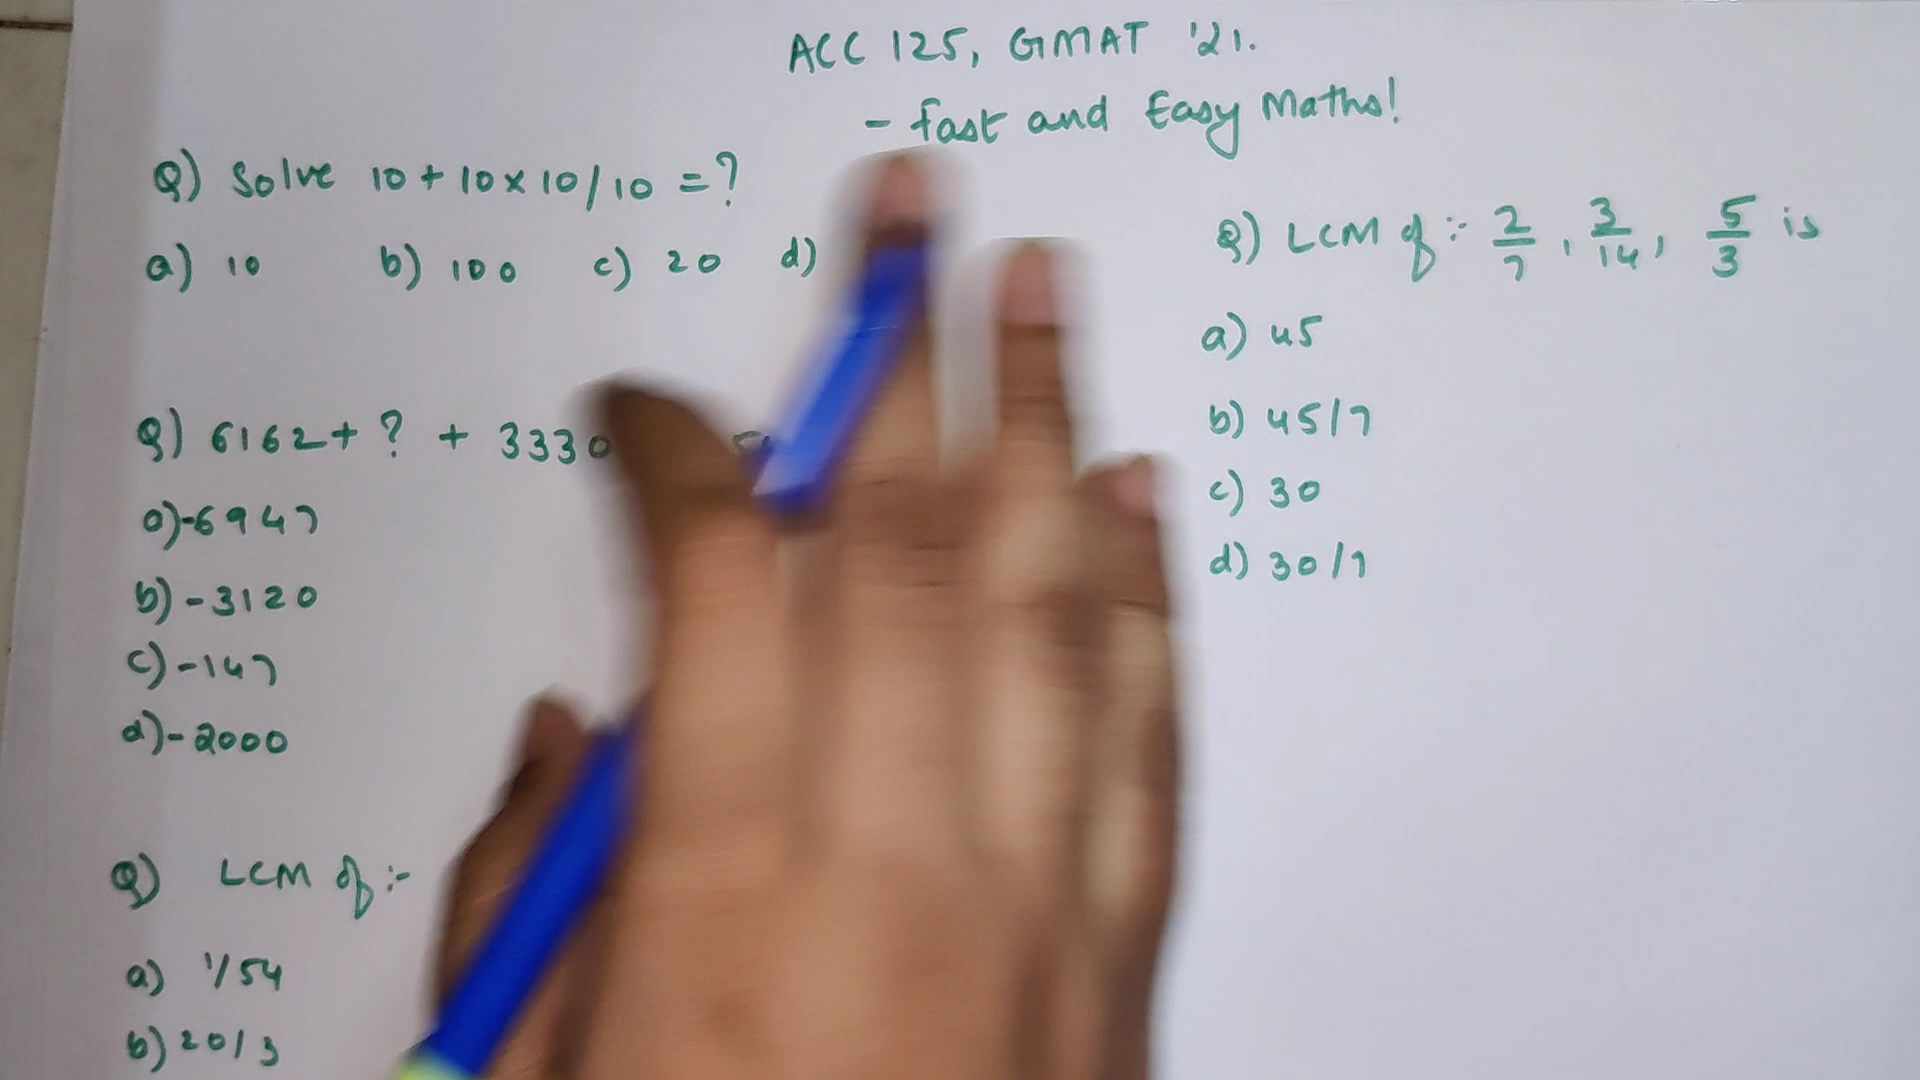 ACC 125, GMAT '21.
- fast and Easy Maths!
Q) Solve 10 + 10 x 10 / 10 = ?
a) 10 b) 100 c) 20 d)
Q) 6162 + ? + 3330
a) -6947
b) -3120
c) -147
d) -2000
Q) LCM of :-
a) 1/54
b) 20/3
Q) LCM of :- 2/7, 3/14, 5/3 is
a) 45
b) 45/7
c) 30
d) 30/7